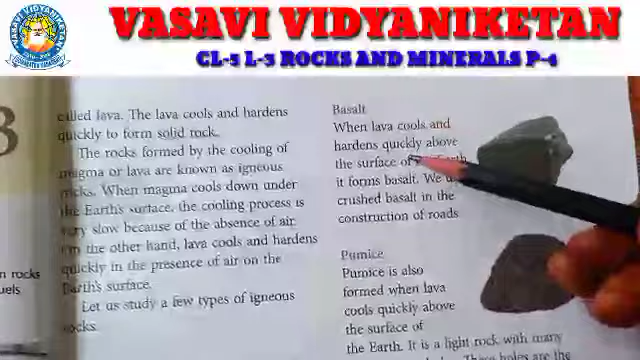 VASAVI VIDYANIKETAN
CL-3 L-3 ROCKS AND MINERALS P-4
called lava. The lava cools and hardens
quickly to form solid rock.
The rocks formed by the cooling of
magma or lava are known as igneous
rocks. When magma cools down under
the Earth's surface, the cooling process is
very slow because of the absence of air.
On the other hand, lava cools and hardens
quickly in the presence of air on the
Earth's surface.
Let us study a few types of igneous
rocks.
n rocks
uels
Basalt
When lava cools and
hardens quickly above
the surface of
it forms basalt. We
crushed basalt in the
construction of roads
Pumice
Pumice is also
formed when lava
cools quickly above
the surface of
the Earth. It is a light rock with many
These holes are the